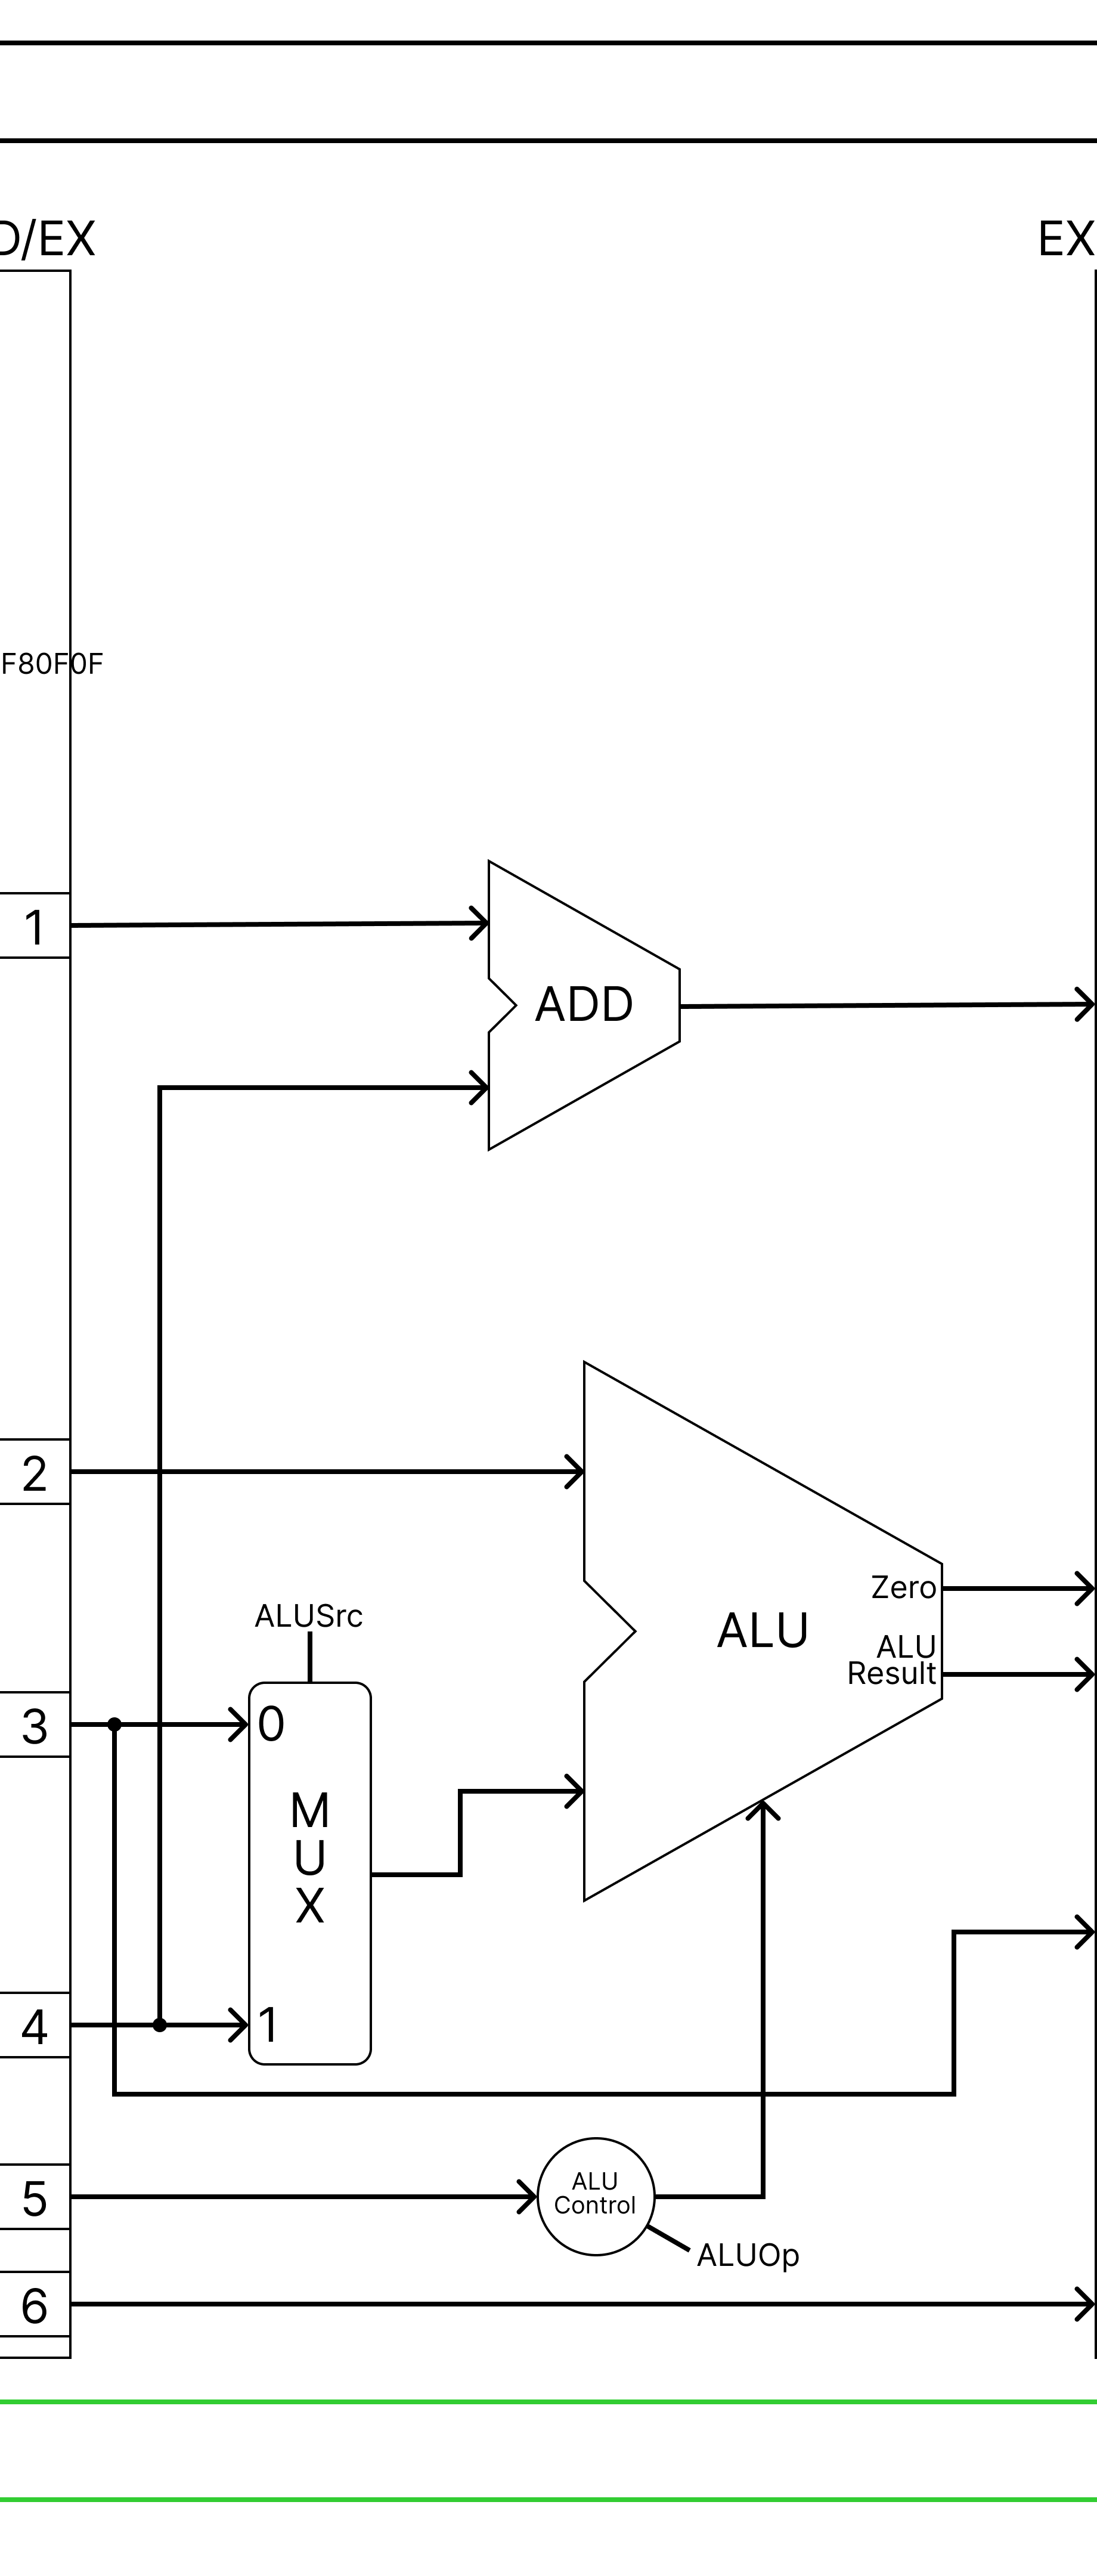 D/EX
EX
F80F0F
1
ADD
2
Zero
ALU
ALU
Result
ALUSrc
3
0
M
U
X
4
1
5
ALU
Control
ALUOp
6